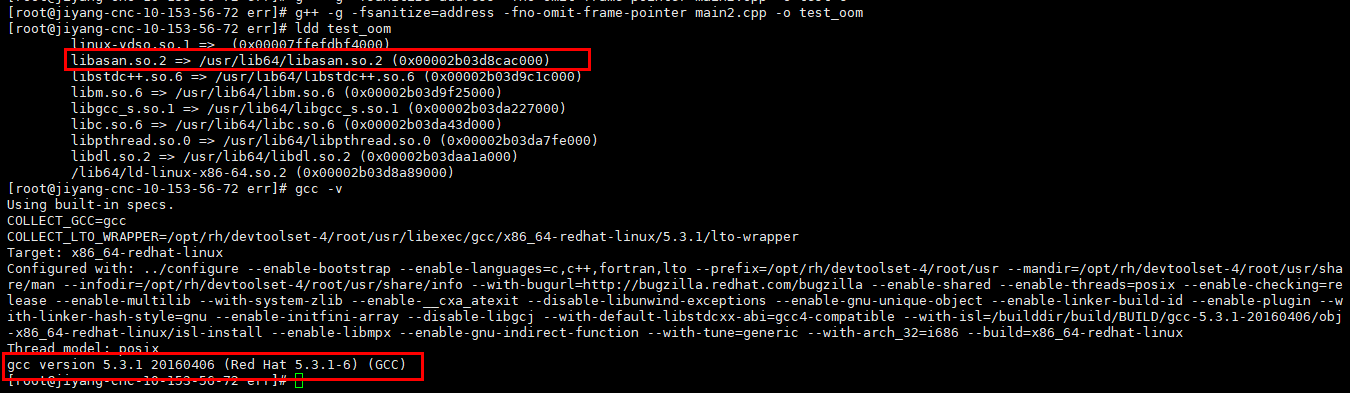 [root@jiyang-cnc-10-153-56-72 err]# g++ -g -fsanitize=address -fno-omit-frame-pointer main2.cpp -o test_oom
[root@jiyang-cnc-10-153-56-72 err]# ldd test_oom
linux-vdso.so.1 =>  (0x00007ffefdbf4000)
libasan.so.2 => /usr/lib64/libasan.so.2 (0x00002b03d8cac000)
libstdc++.so.6 => /usr/lib64/libstdc++.so.6 (0x00002b03d9c1c000)
libm.so.6 => /usr/lib64/libm.so.6 (0x00002b03d9f25000)
libgcc_s.so.1 => /usr/lib64/libgcc_s.so.1 (0x00002b03da227000)
libc.so.6 => /usr/lib64/libc.so.6 (0x00002b03da43d000)
libpthread.so.0 => /usr/lib64/libpthread.so.0 (0x00002b03da7fe000)
libdl.so.2 => /usr/lib64/libdl.so.2 (0x00002b03daa1a000)
/lib64/ld-linux-x86-64.so.2 (0x00002b03d8a89000)
[root@jiyang-cnc-10-153-56-72 err]# gcc -v
Using built-in specs.
COLLECT_GCC=gcc
COLLECT_LTO_WRAPPER=/opt/rh/devtoolset-4/root/usr/libexec/gcc/x86_64-redhat-linux/5.3.1/lto-wrapper
Target: x86_64-redhat-linux
Configured with: ../configure --enable-bootstrap --enable-languages=c,c++,fortran,lto --prefix=/opt/rh/devtoolset-4/root/usr --mandir=/opt/rh/devtoolset-4/root/usr/sha
re/man --infodir=/opt/rh/devtoolset-4/root/usr/share/info --with-bugurl=http://bugzilla.redhat.com/bugzilla --enable-shared --enable-threads=posix --enable-checking=re
lease --enable-multilib --with-system-zlib --enable-__cxa_atexit --disable-libunwind-exceptions --enable-gnu-unique-object --enable-linker-build-id --enable-plugin --w
ith-linker-hash-style=gnu --enable-initfini-array --disable-libgcj --with-default-libstdcxx-abi=gcc4-compatible --with-isl=/builddir/build/BUILD/gcc-5.3.1-20160406/obj
-x86_64-redhat-linux/isl-install --enable-libmpx --enable-gnu-indirect-function --with-tune=generic --with-arch_32=i686 --build=x86_64-redhat-linux
Thread model: posix
gcc version 5.3.1 20160406 (Red Hat 5.3.1-6) (GCC)
[root@jiyang-cnc-10-153-56-72 err]#